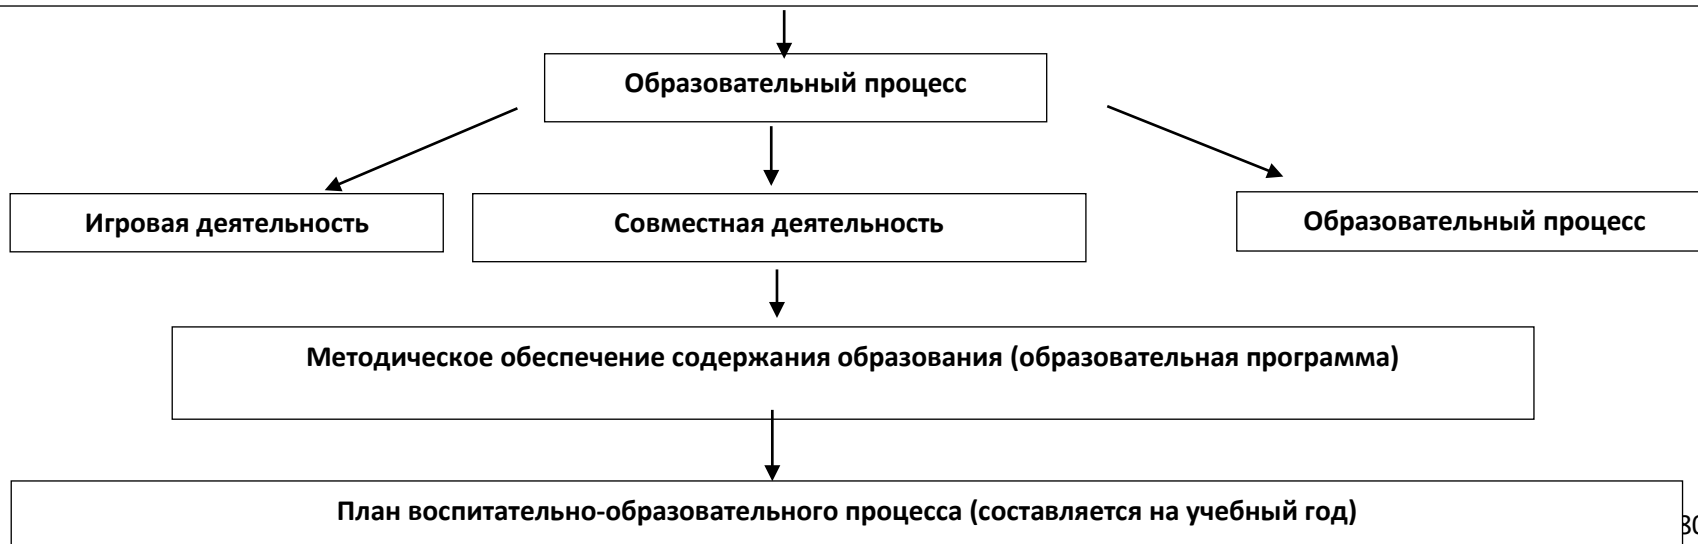 Образовательный процесс
Игровая деятельность
Совместная деятельность
Образовательный процесс
Методическое обеспечение содержания образования (образовательная программа)
План воспитательно-образовательного процесса (составляется на учебный год)